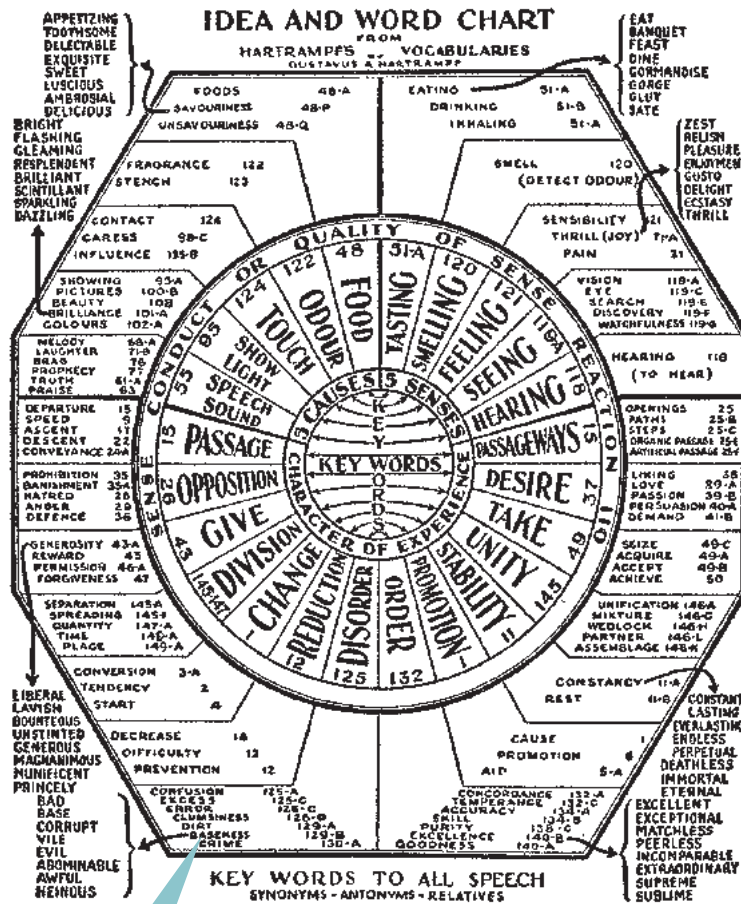 IDEA AND WORD CHART
FROM
HARTRAMPF'S VOCABULARIES
GUSTAVUS A. HARTRAMPF
APPETIZING
TOOTHSOME
DELECTABLE
EXQUISITE
SWEET
LUSCIOUS
AMBROSIAL
DELICIOUS
EAT
BANQUET
FEAST
DINE
GORMANDISE
GORGE
GLUT
SATE
BRIGHT
FLASHING
GLEAMING
RESPLENDENT
BRILLIANT
SCINTILLANT
SPARKLING
DAZZLING
ZEST
RELISH
PLEASURE
ENJOYMENT
GUSTO
DELIGHT
ECSTASY
THRILL
FOODS 48-A
SAVOURINESS 48-P
UNSAVOURINESS 48-Q
FRAGRANCE 122
STENCH 123
CONTACT 124
CARESS 98-C
INFLUENCE 135-B
SHOWING 95-A
PICTURES 100-B
BEAUTY 102
BRILLIANCE 101-A
COLOURS 102-A
MELODY 68-A
LAUGHTER 71-B
BRAG 76
PROPHECY 77
TRUTH 61-A
PRAISE 63
DEPARTURE 15
SPEED 9
ASCENT 17
DESCENT 22
CONVEYANCE 24-A
PROHIBITION 35
BANISHMENT 35-A
HATRED 28
ANGER 29
DEFENCE 36
GENEROSITY 43-A
REWARD 45
PERMISSION 46-A
FORGIVENESS 47
SEPARATION 145-A
SPREADING
QUANTITY 147-A
TIME 148-A
PLACE 149-A
CONVERSION 3-A
TENDENCY 2
START 4
DECREASE 14
DIFFICULTY 13
PREVENTION 12
CONFUSION 125-A
EXCESS 125-C
ERROR 126-C
CLUMSINESS
DIRT 129-A
BASENESS 129-B
CRIME 130-A
EATING 51-A
DRINKING 51-B
INHALING 51-A
SMELL 120
(DETECT ODOUR)
SENSIBILITY 121
THRILL (JOY)
PAIN 31
VISION 118-A
EYE 119-C
SEARCH 119-E
DISCOVERY 119-F
WATCHFULNESS 119-G
HEARING 118
(TO HEAR)
OPENINGS 25
PATHS 25-B
STEPS 25-C
ORGANIC PASSAGE 25-E
ARTIFICIAL PASSAGE 25-F
LIKING 38
LOVE 39-A
PASSION 39-B
PERSUASION 40-A
DEMAND 41-B
SEIZE 49-C
ACQUIRE 49-A
ACCEPT 49-B
ACHIEVE 50
UNIFICATION 146-A
MIXTURE 146-G
WEDLOCK 146-H
PARTNER 146-L
ASSEMBLAGE
CONSTANCY 11-A
REST 11-B
CAUSE 1
PROMOTION 6
AID 5-A
CONCORDANCE 132-A
TEMPERANCE 132-C
ACCURACY 134-A
SKILL 134-B
PURITY 138-C
EXCELLENCE 140-B
GOODNESS 140-A
SENSE CONDUCT OR QUALITY OF SENSE REACTION 110
51-A TASTING
120 SMELLING
121 FEELING
119-A SEEING
118 HEARING
15 PASSAGEWAYS
37 DESIRE
49 TAKE
145 UNITY
11 STABILITY
1 PROMOTION
132 ORDER
125 DISORDER
12 REDUCTION
1 CHANGE
145-147 DIVISION
43 GIVE
26 OPPOSITION
15 PASSAGE
55 SPEECH SOUND
95 SHOW LIGHT
124 TOUCH
122 ODOUR
48 FOOD
5 CAUSES
5 SENSES
15 CHARACTER OF EXPERIENCE
KEY WORDS
KEY WORDS
LIBERAL
LAVISH
BOUNTEOUS
UNSTINTED
GENEROUS
MAGNANIMOUS
MUNIFICENT
PRINCELY
BAD
BASE
CORRUPT
VILE
EVIL
ABOMINABLE
AWFUL
HEINOUS
CONSTANT
LASTING
EVERLASTING
ENDLESS
PERPETUAL
DEATHLESS
IMMORTAL
ETERNAL
EXCELLENT
EXCEPTIONAL
MATCHLESS
PEERLESS
INCOMPARABLE
EXTRAORDINARY
SUPREME
SUBLIME
KEY WORDS TO ALL SPEECH
SYNONYMS - ANTONYMS - RELATIVES